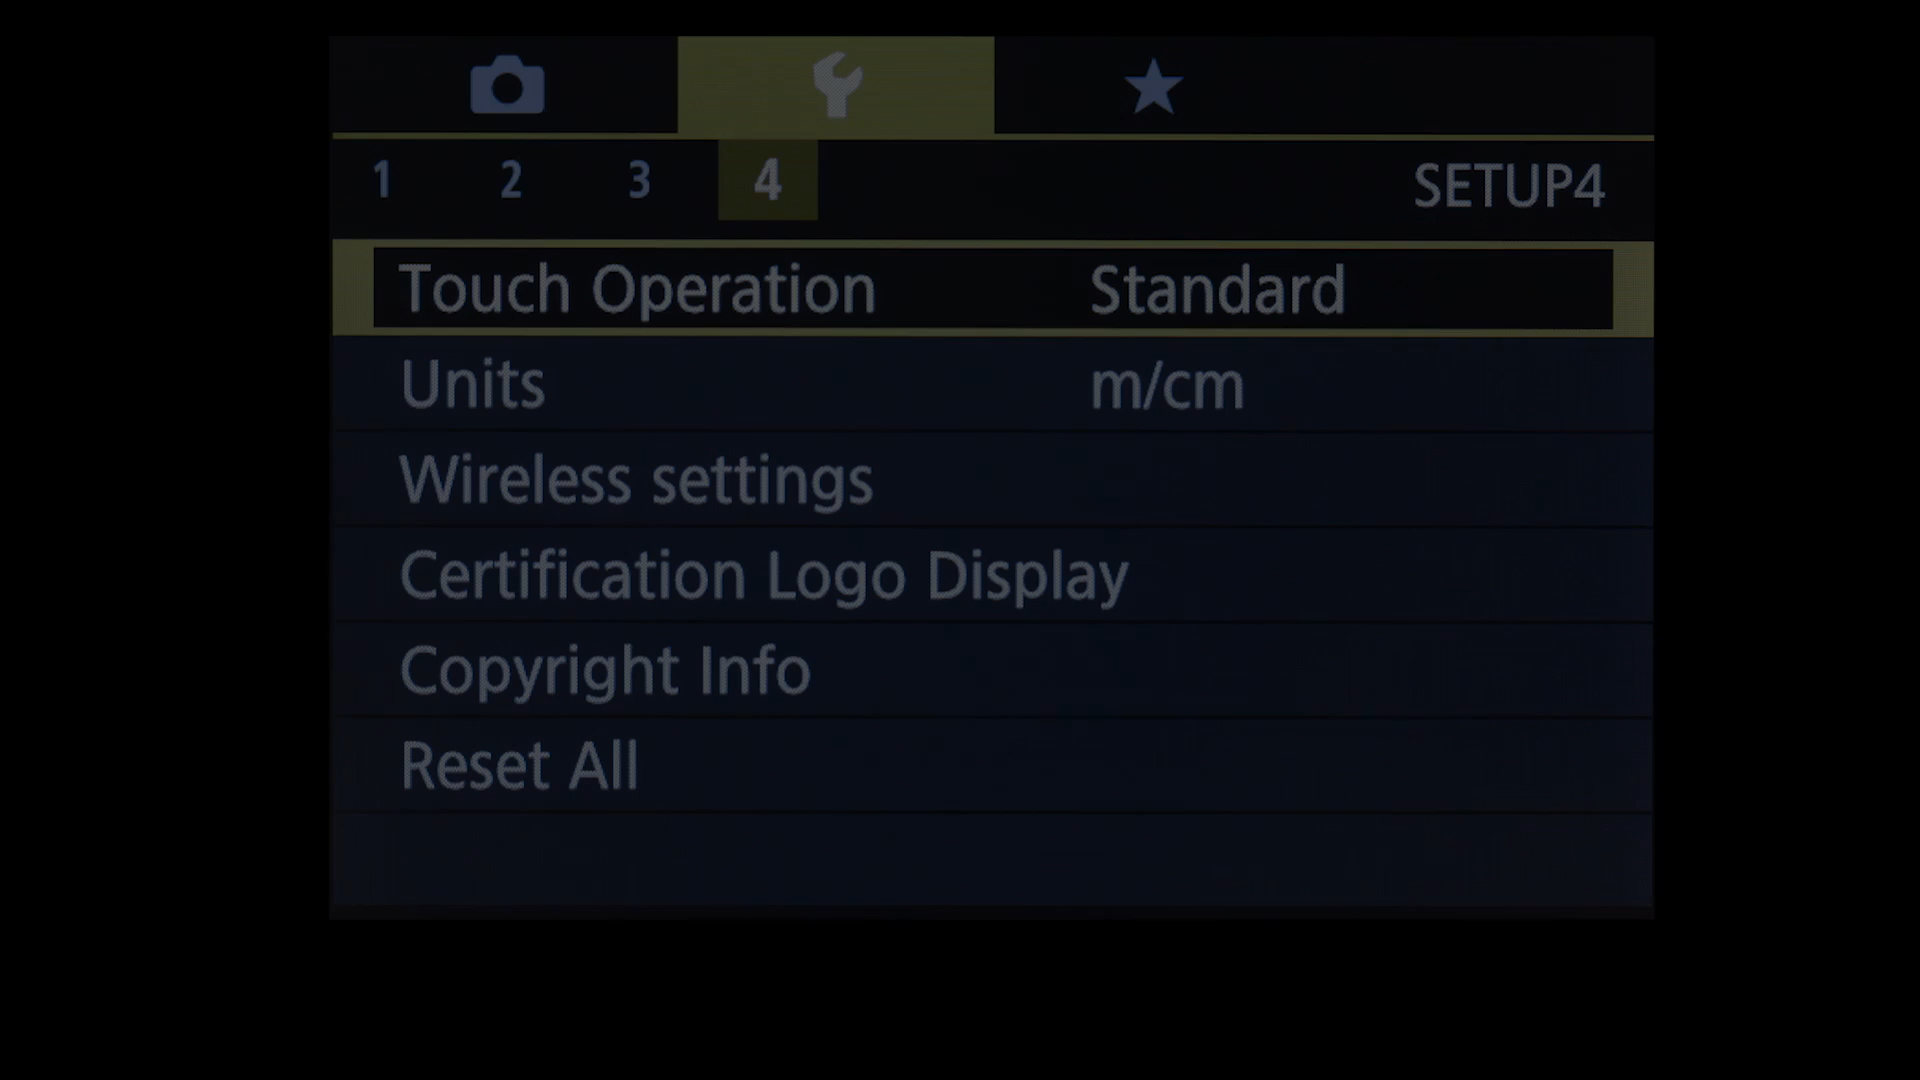 1 2 3 4 SETUP4
Touch Operation Standard
Units m/cm
Wireless settings
Certification Logo Display
Copyright Info
Reset All